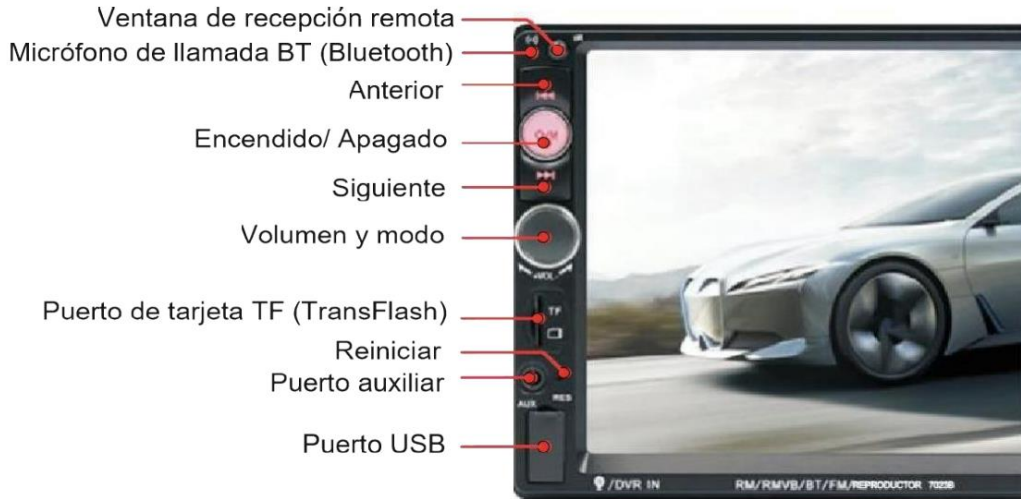 Ventana de recepción remota
Micrófono de llamada BT (Bluetooth)
Anterior
Encendido/ Apagado
Siguiente
Volumen y modo
-VOL-
Puerto de tarjeta TF (TransFlash)
TF
Reiniciar
Puerto auxiliar
AUX
RES
Puerto USB
/DVR IN
RM/RMVB/BT/FM/REPRODUCTOR 7023B